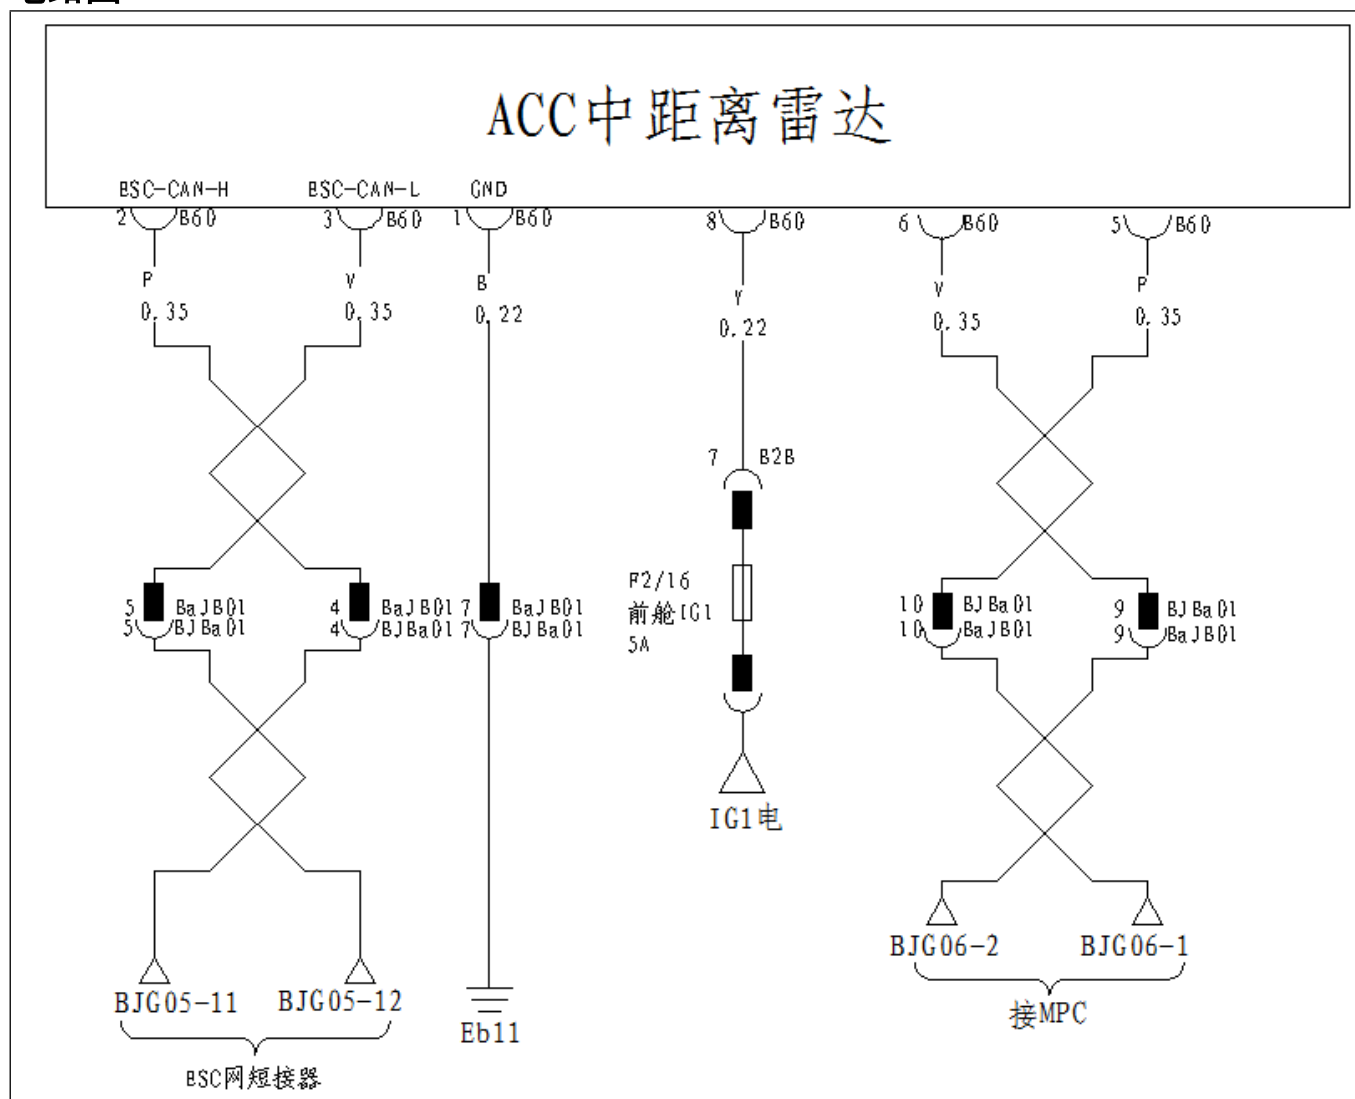 ACC中距离雷达
BSC-CAN-H BSC-CAN-L GND
2 B60 3 B60 1 B60 8 B60 6 B60 5 B60
P V B Y V P
0.35 0.35 0.22 0.22 0.35 0.35
7 B2B
F2/16
前舱IG1
5A
5 BaJB01 4 BaJB01 7 BaJB01 10 BJBa01 9 BJBa01
5 BJBa01 4 BJBa01 7 BJBa01 10 BaJB01 9 BaJB01
IG1电
BJG06-2 BJG06-1
接MPC
BJG05-11 BJG05-12
Eb11
BSC网短接器